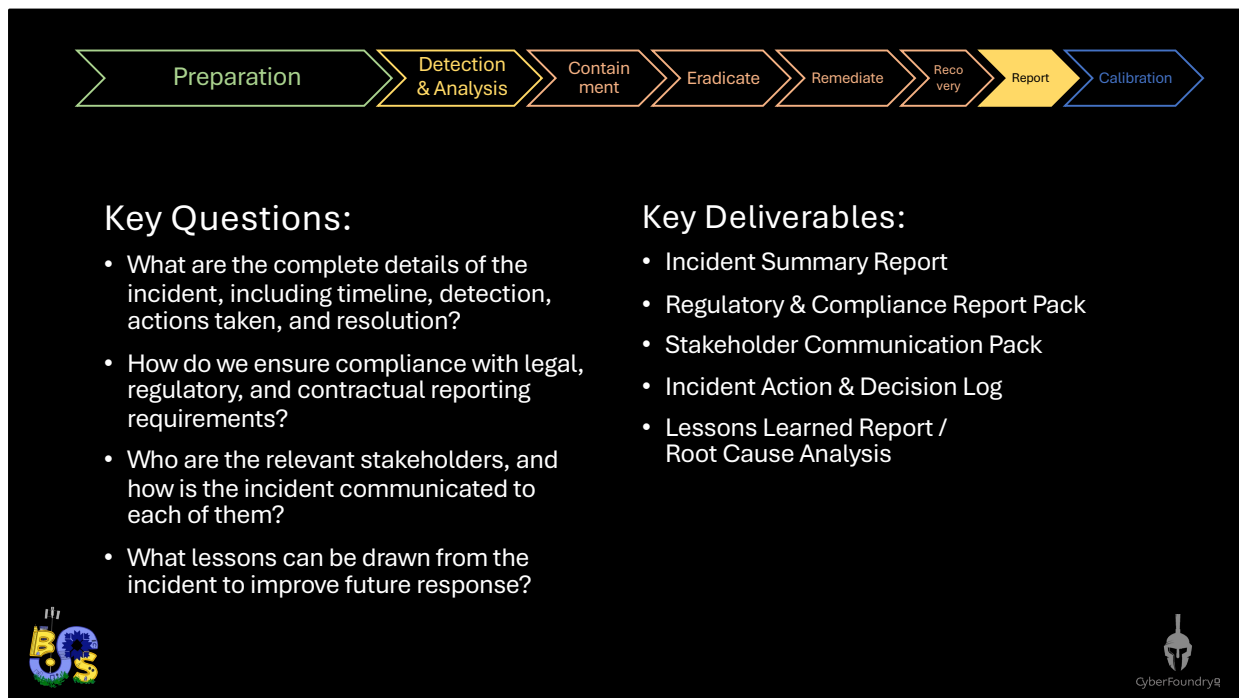 Preparation
Detection
& Analysis
Contain
ment
Eradicate
Remediate
Reco
very
Report
Calibration
Key Questions:
• What are the complete details of the
incident, including timeline, detection,
actions taken, and resolution?
• How do we ensure compliance with legal,
regulatory, and contractual reporting
requirements?
• Who are the relevant stakeholders, and
how is the incident communicated to
each of them?
• What lessons can be drawn from the
incident to improve future response?
Key Deliverables:
• Incident Summary Report
• Regulatory & Compliance Report Pack
• Stakeholder Communication Pack
• Incident Action & Decision Log
• Lessons Learned Report /
Root Cause Analysis
CyberFoundry